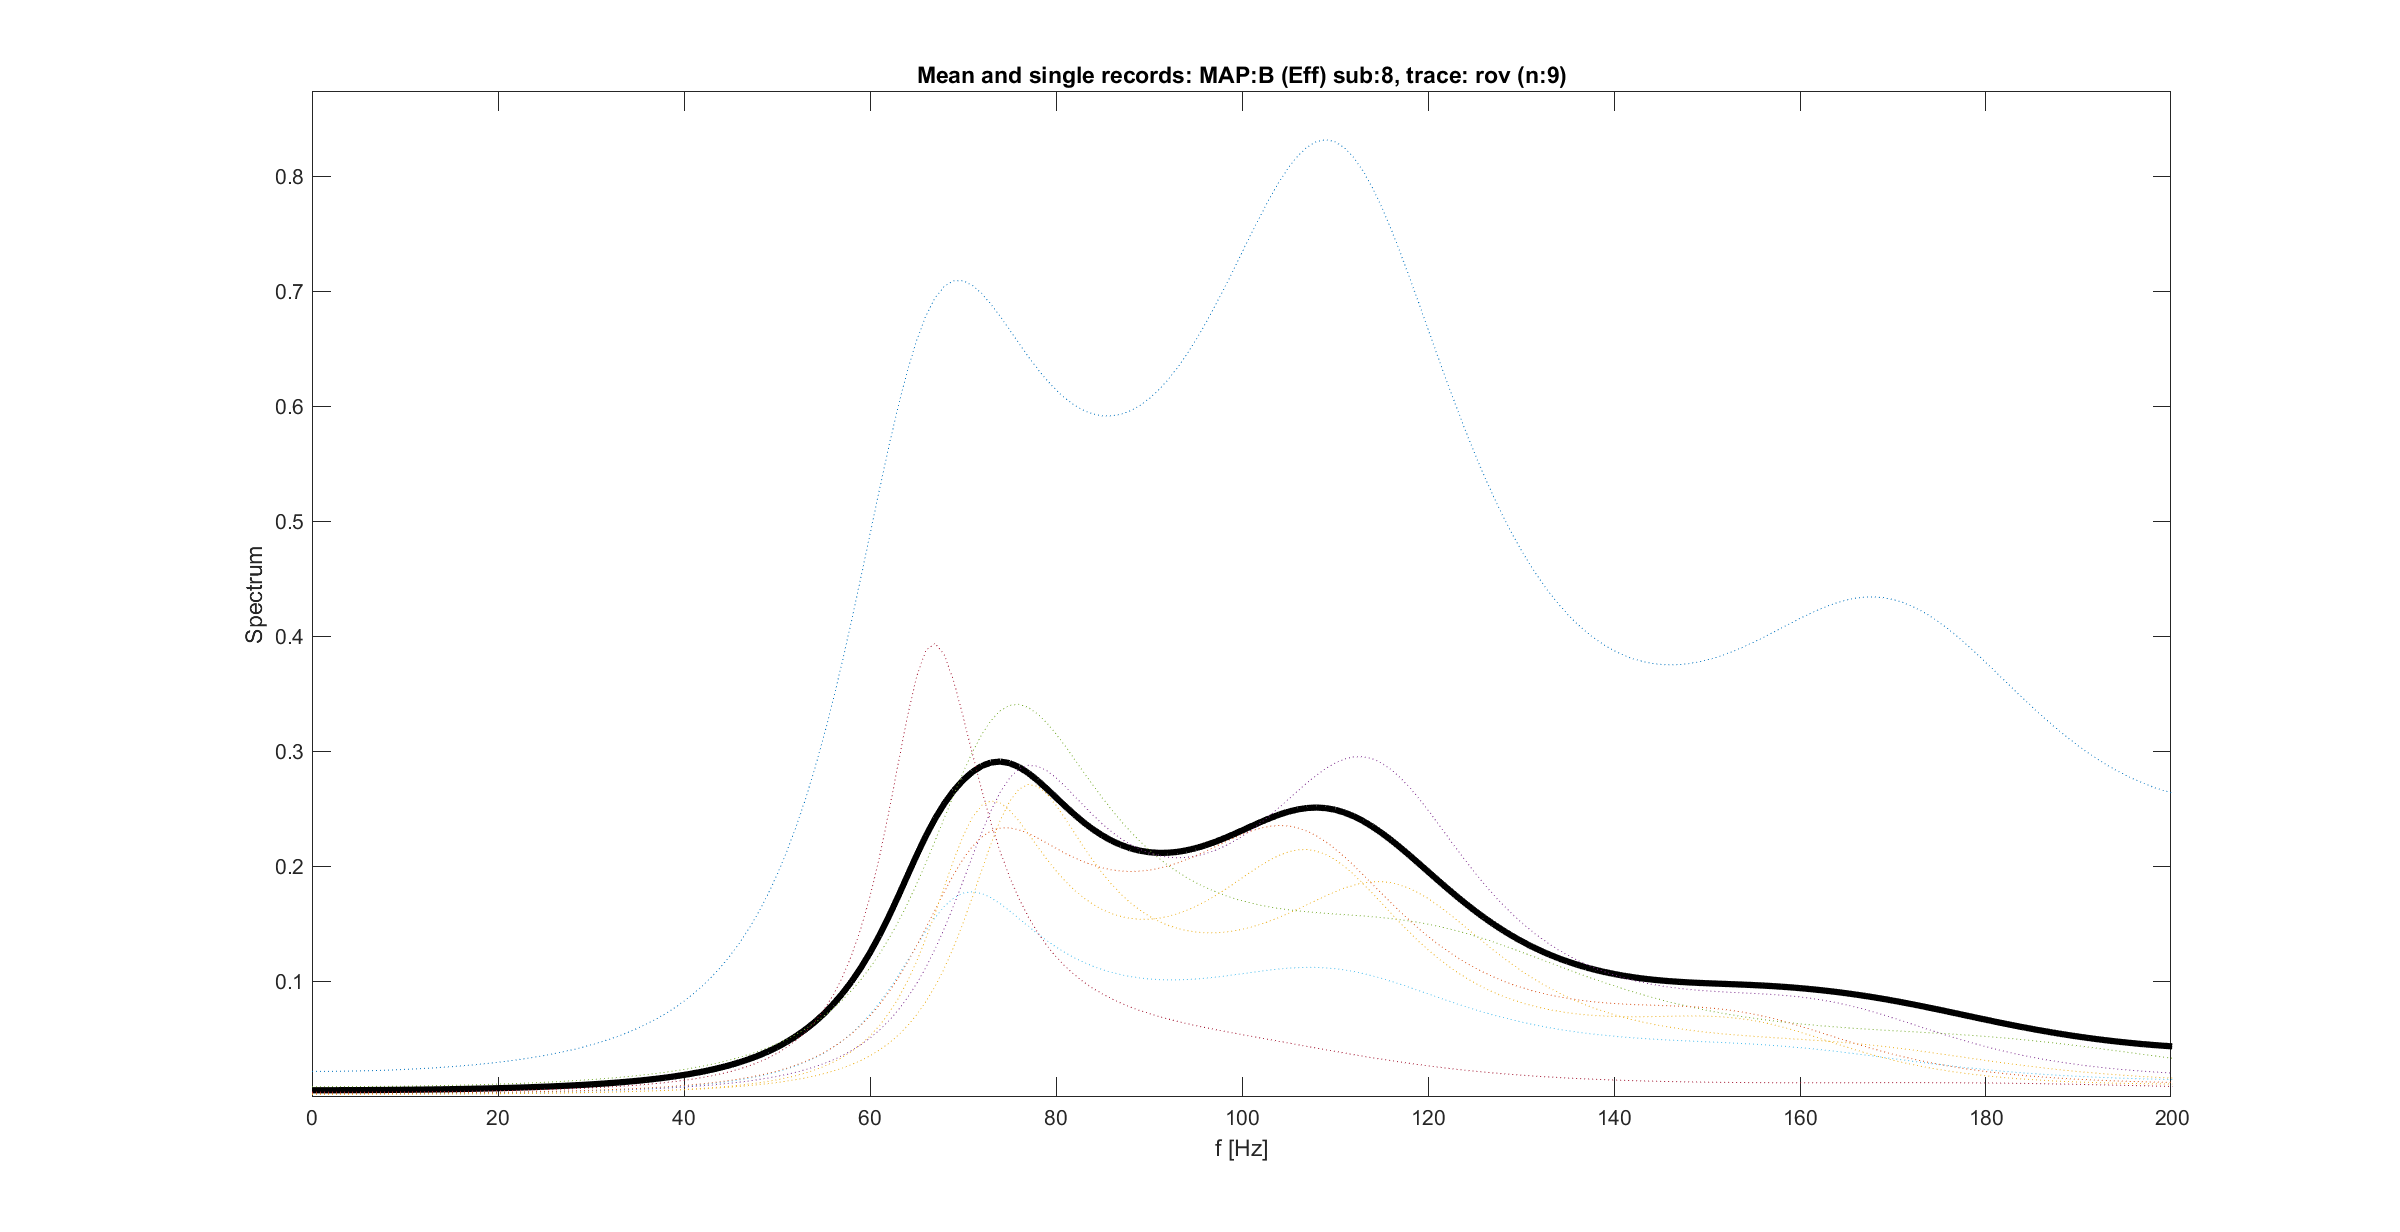 Mean and single records: MAP:B (Eff) sub:8, trace: rov (n:9)
Spectrum
0.8
0.7
0.6
0.5
0.4
0.3
0.2
0.1
0 20 40 60 80 100 120 140 160 180 200
f [Hz]